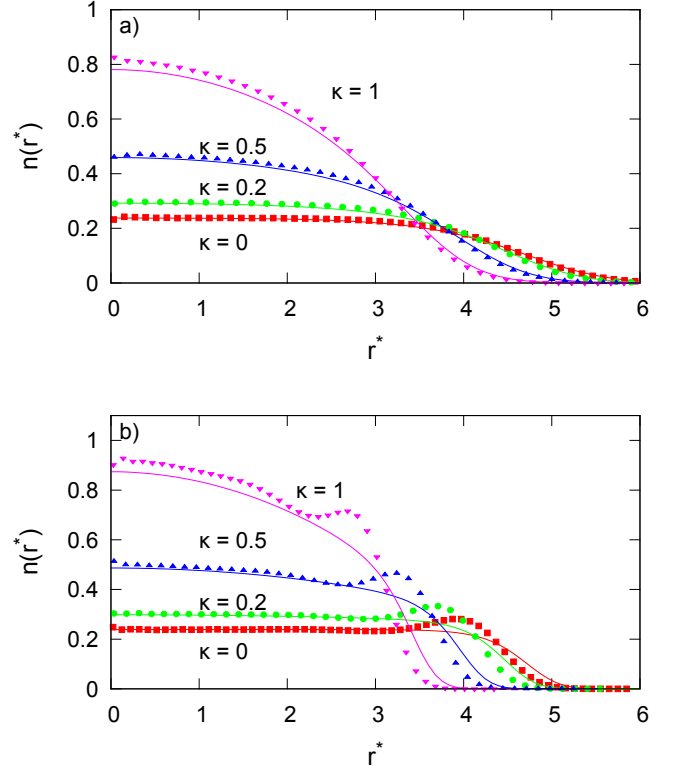 a)
1
0.8
0.6
0.4
0.2
0
n(r*)
κ = 1
κ = 0.5
κ = 0.2
κ = 0
0 1 2 3 4 5 6
r*
b)
1
0.8
0.6
0.4
0.2
0
n(r*)
κ = 1
κ = 0.5
κ = 0.2
κ = 0
0 1 2 3 4 5 6
r*